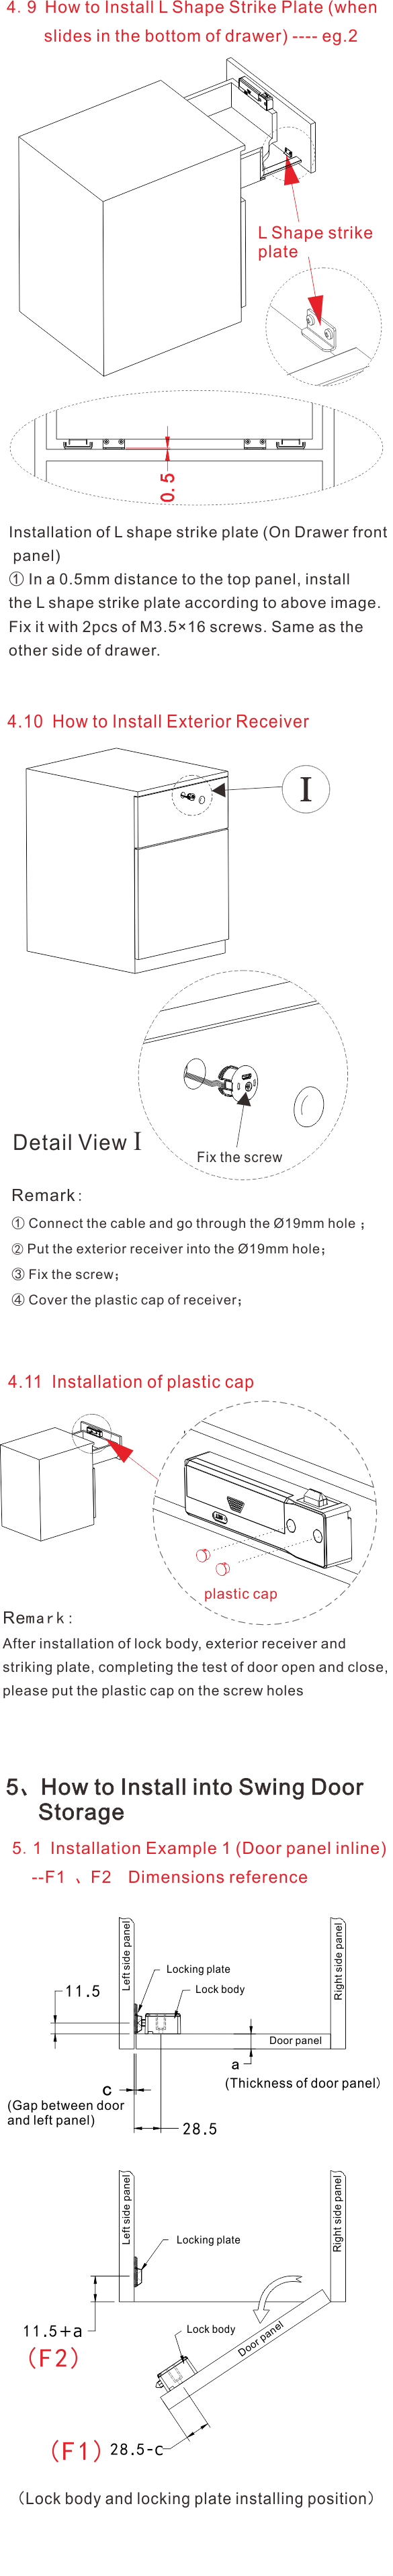 4. 9 How to Install L Shape Strike Plate (when
slides in the bottom of drawer) ---- eg.2
L Shape strike
plate
0.5
Installation of L shape strike plate (On Drawer front
panel)
① In a 0.5mm distance to the top panel, install
the L shape strike plate according to above image.
Fix it with 2pcs of M3.5×16 screws. Same as the
other side of drawer.
4.10 How to Install Exterior Receiver
I
Detail View I
Fix the screw
Remark:
① Connect the cable and go through the Ø19mm hole ；
② Put the exterior receiver into the Ø19mm hole；
③ Fix the screw；
④ Cover the plastic cap of receiver；
4.11 Installation of plastic cap
plastic cap
Remark:
After installation of lock body, exterior receiver and
striking plate, completing the test of door open and close,
please put the plastic cap on the screw holes
5、How to Install into Swing Door
Storage
5. 1 Installation Example 1 (Door panel inline)
--F1 、F2 Dimensions reference
Left side panel
Right side panel
Locking plate
Lock body
11.5
Door panel
a
(Thickness of door panel）
c
(Gap between door
and left panel)
28.5
Left side panel
Right side panel
Locking plate
11.5+a
（F2）
Lock body
Door panel
（F1）28.5-c
（Lock body and locking plate installing position）